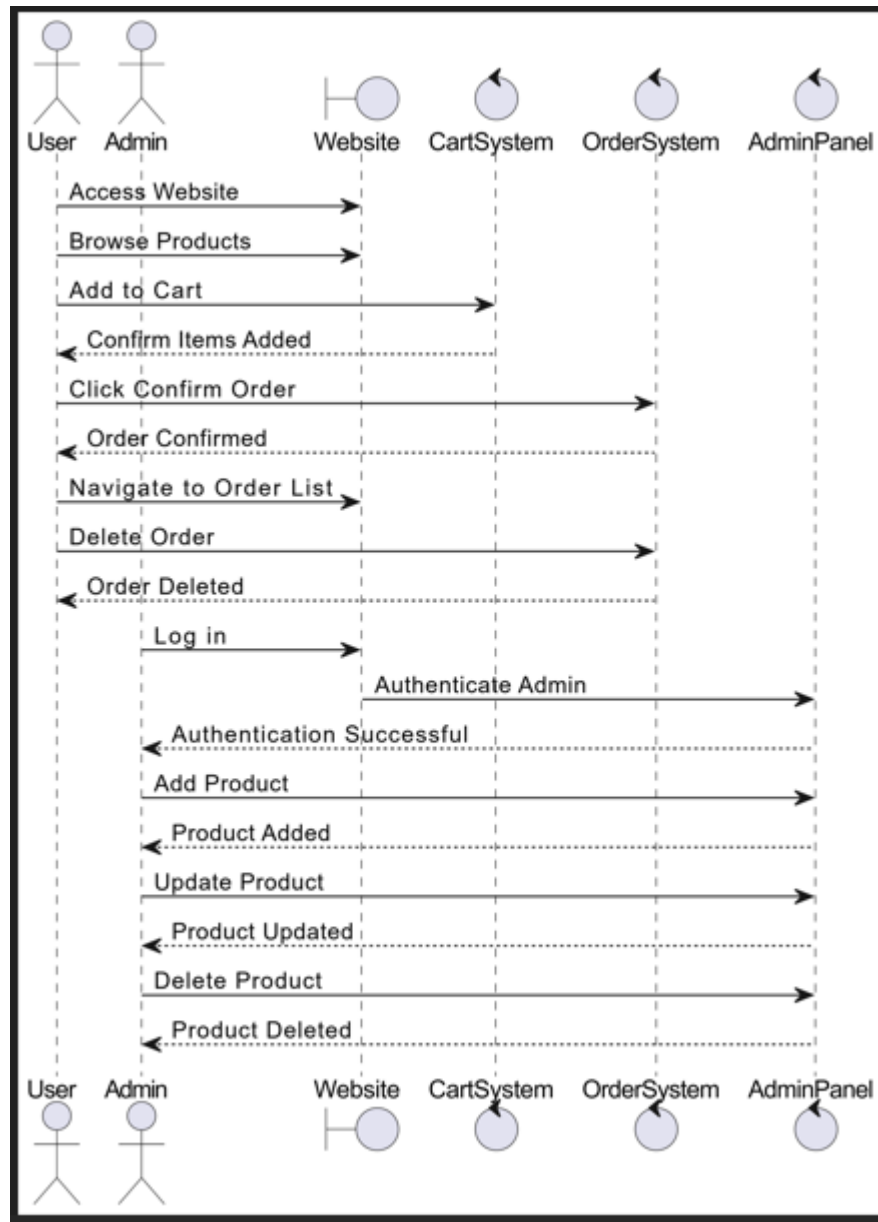 User Admin Website CartSystem OrderSystem AdminPanel
Access Website
Browse Products
Add to Cart
Confirm Items Added
Click Confirm Order
Order Confirmed
Navigate to Order List
Delete Order
Order Deleted
Log in
Authenticate Admin
Authentication Successful
Add Product
Product Added
Update Product
Product Updated
Delete Product
Product Deleted
User Admin Website CartSystem OrderSystem AdminPanel